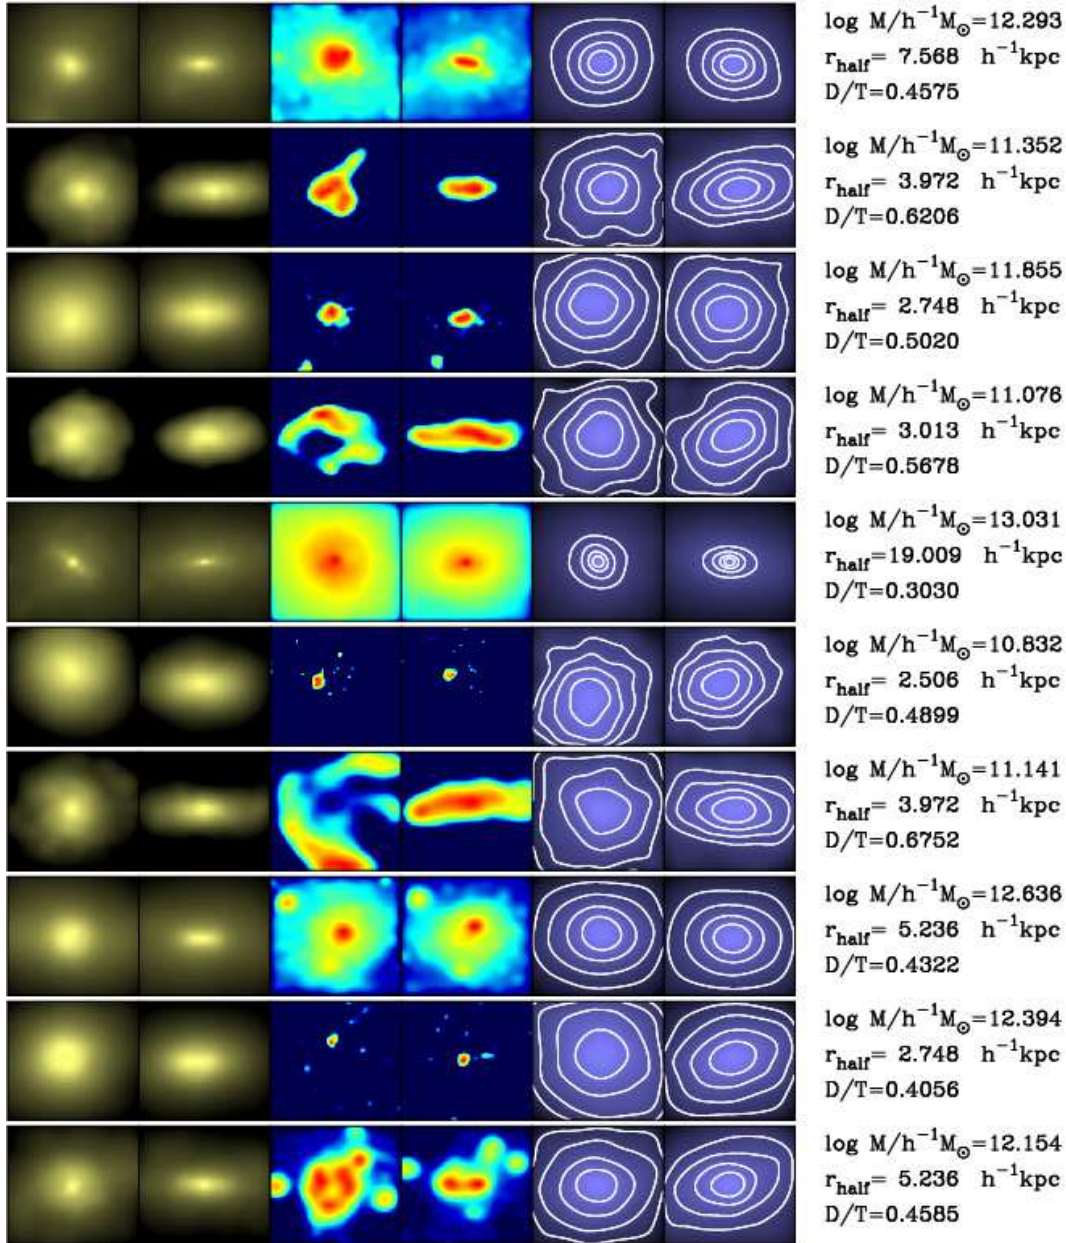 log M/h⁻¹M⊙=12.293
r_half= 7.568 h⁻¹kpc
D/T=0.4575
log M/h⁻¹M⊙=11.352
r_half= 3.972 h⁻¹kpc
D/T=0.6206
log M/h⁻¹M⊙=11.855
r_half= 2.748 h⁻¹kpc
D/T=0.5020
log M/h⁻¹M⊙=11.076
r_half= 3.013 h⁻¹kpc
D/T=0.5678
log M/h⁻¹M⊙=13.031
r_half=19.009 h⁻¹kpc
D/T=0.3030
log M/h⁻¹M⊙=10.832
r_half= 2.506 h⁻¹kpc
D/T=0.4899
log M/h⁻¹M⊙=11.141
r_half= 3.972 h⁻¹kpc
D/T=0.6752
log M/h⁻¹M⊙=12.636
r_half= 5.236 h⁻¹kpc
D/T=0.4322
log M/h⁻¹M⊙=12.394
r_half= 2.748 h⁻¹kpc
D/T=0.4056
log M/h⁻¹M⊙=12.154
r_half= 5.236 h⁻¹kpc
D/T=0.4585